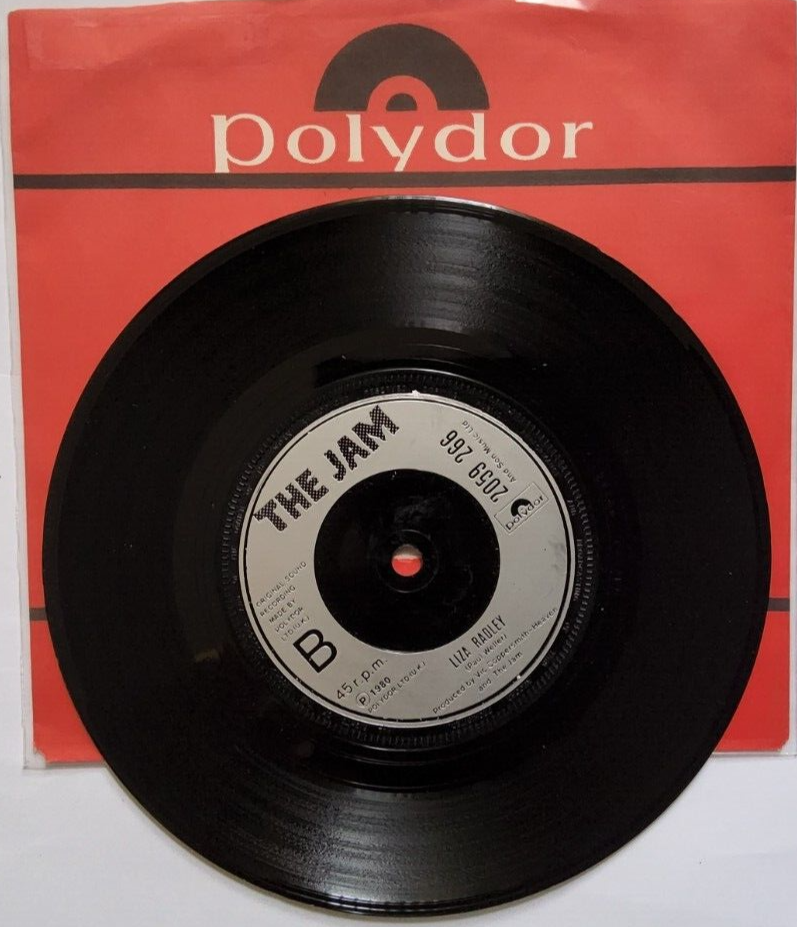 polydor
THE JAM
2059 266
And Son Music Ltd
polydor
ORIGINAL SOUND
RECORDING
MADE BY
POLYDOR
LTD (U.K.)
B
45 r.p.m.
Ⓟ 1980
POLYDOR LTD (U.K.)
LIZA RADLEY
(Paul Weller)
Produced by Vic Coppersmith-Heaven
and The Jam